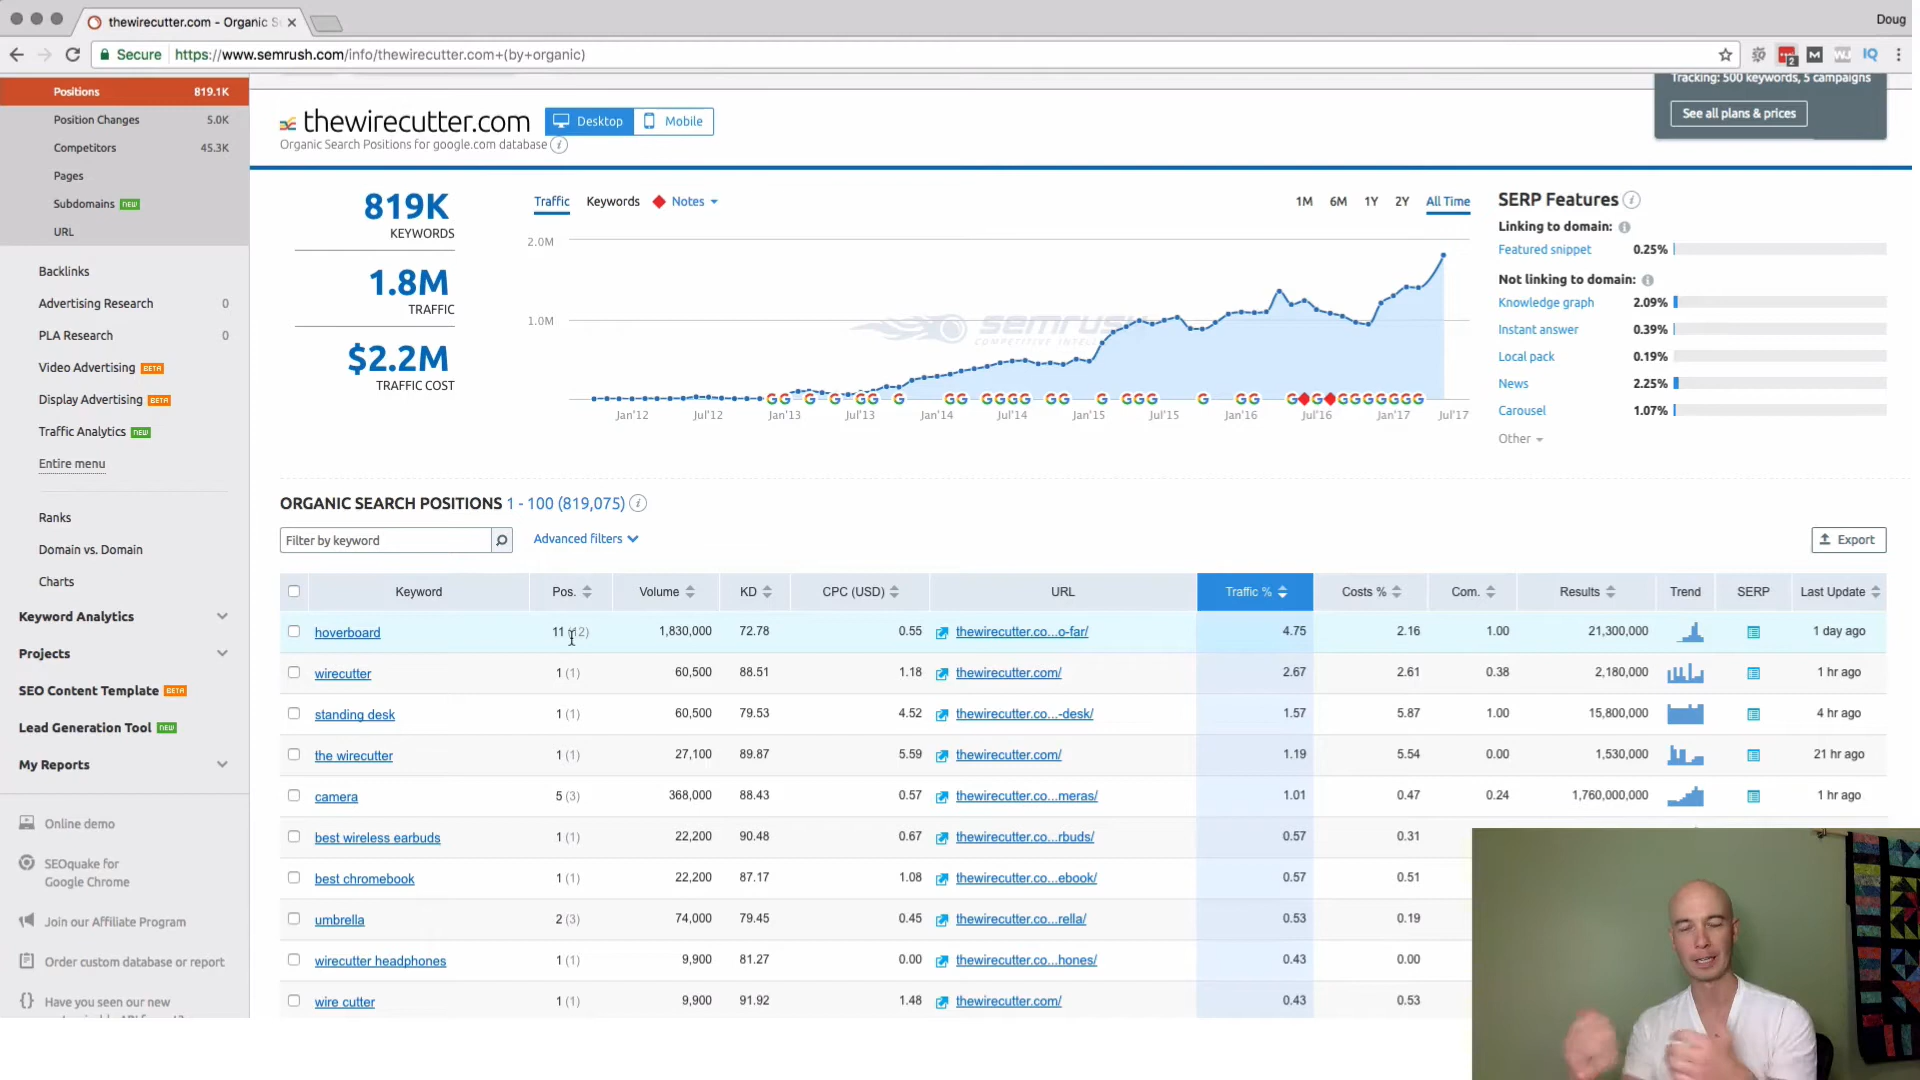 thewirecutter.com - Organic S
Doug
Secure https://www.semrush.com/info/thewirecutter.com+(by+organic)
2 M IQ
Positions 819.1K
Position Changes 5.0K
Competitors 45.3K
Pages
Subdomains NEW
URL
Backlinks
Advertising Research 0
PLA Research 0
Video Advertising BETA
Display Advertising BETA
Traffic Analytics NEW
Entire menu
Ranks
Domain vs. Domain
Charts
Keyword Analytics
Projects
SEO Content Template BETA
Lead Generation Tool NEW
My Reports
Online demo
SEOquake for
Google Chrome
Join our Affiliate Program
Order custom database or report
Have you seen our new
Tracking: 500 keywords, 5 campaigns
See all plans & prices
thewirecutter.com Desktop Mobile
Organic Search Positions for google.com database
819K
KEYWORDS
1.8M
TRAFFIC
$2.2M
TRAFFIC COST
Traffic Keywords Notes 1M 6M 1Y 2Y All Time
2.0M
1.0M
semrush
COMPETITIVE INTELL
Jan'12 Jul'12 Jan'13 Jul'13 Jan'14 Jul'14 Jan'15 Jul'15 Jan'16 Jul'16 Jan'17 Jul'17
SERP Features
Linking to domain:
Featured snippet 0.25%
Not linking to domain:
Knowledge graph 2.09%
Instant answer 0.39%
Local pack 0.19%
News 2.25%
Carousel 1.07%
Other
ORGANIC SEARCH POSITIONS 1 - 100 (819,075)
Filter by keyword Advanced filters Export
Keyword Pos. Volume KD CPC (USD) URL Traffic % Costs % Com. Results Trend SERP Last Update
hoverboard 11 (12) 1,830,000 72.78 0.55 thewirecutter.co...o-far/ 4.75 2.16 1.00 21,300,000 1 day ago
wirecutter 1 (1) 60,500 88.51 1.18 thewirecutter.com/ 2.67 2.61 0.38 2,180,000 1 hr ago
standing desk 1 (1) 60,500 79.53 4.52 thewirecutter.co...-desk/ 1.57 5.87 1.00 15,800,000 4 hr ago
the wirecutter 1 (1) 27,100 89.87 5.59 thewirecutter.com/ 1.19 5.54 0.00 1,530,000 21 hr ago
camera 5 (3) 368,000 88.43 0.57 thewirecutter.co...meras/ 1.01 0.47 0.24 1,760,000,000 1 hr ago
best wireless earbuds 1 (1) 22,200 90.48 0.67 thewirecutter.co...rbuds/ 0.57 0.31
best chromebook 1 (1) 22,200 87.17 1.08 thewirecutter.co...ebook/ 0.57 0.51
umbrella 2 (3) 74,000 79.45 0.45 thewirecutter.co...rella/ 0.53 0.19
wirecutter headphones 1 (1) 9,900 81.27 0.00 thewirecutter.co...hones/ 0.43 0.00
wire cutter 1 (1) 9,900 91.92 1.48 thewirecutter.com/ 0.43 0.53